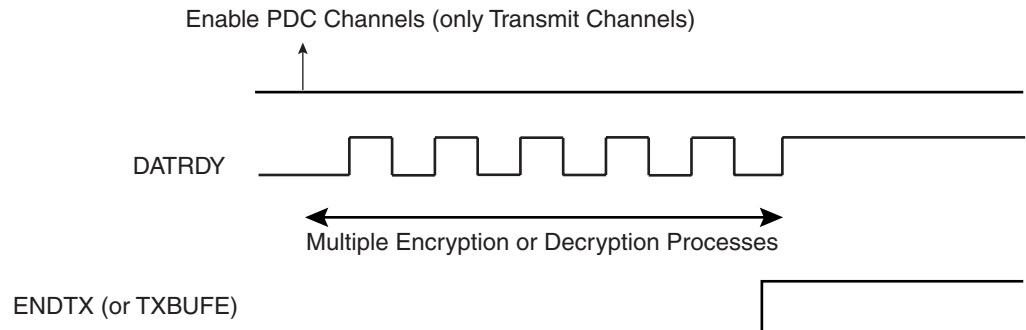 Enable PDC Channels (only Transmit Channels)
DATRDY
Multiple Encryption or Decryption Processes
ENDTX (or TXBUFE)